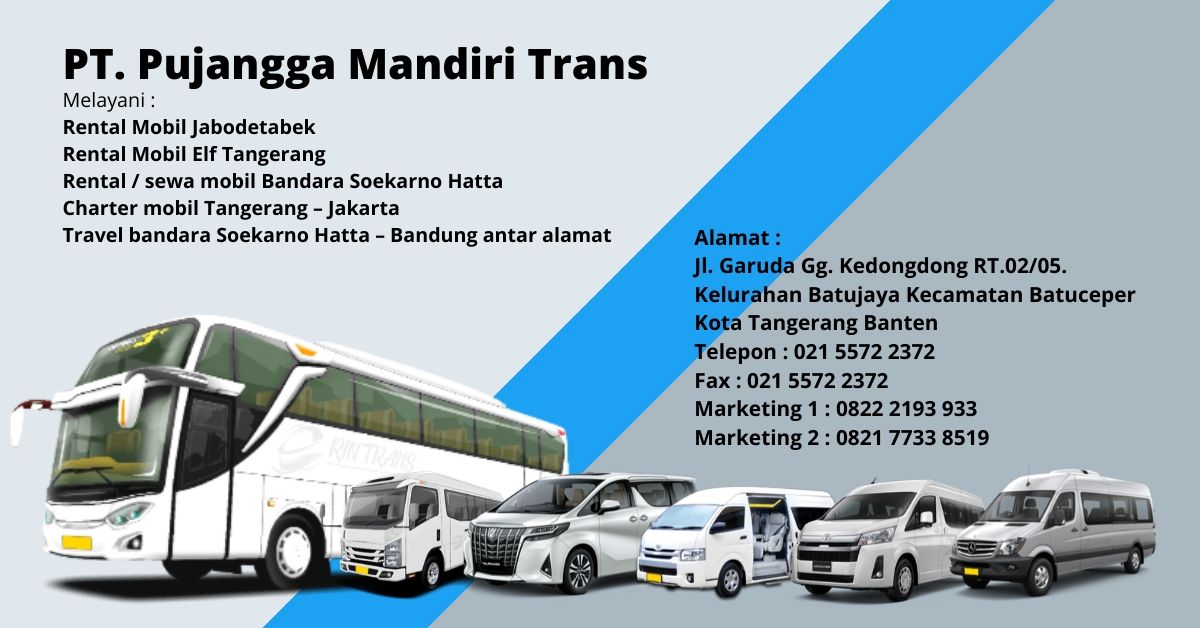 PT. Pujangga Mandiri Trans
Melayani :
Rental Mobil Jabodetabek
Rental Mobil Elf Tangerang
Rental / sewa mobil Bandara Soekarno Hatta
Charter mobil Tangerang – Jakarta
Travel bandara Soekarno Hatta – Bandung antar alamat
Alamat :
Jl. Garuda Gg. Kedongdong RT.02/05.
Kelurahan Batujaya Kecamatan Batuceper
Kota Tangerang Banten
Telepon : 021 5572 2372
Fax : 021 5572 2372
Marketing 1 : 0822 2193 933
Marketing 2 : 0821 7733 8519
RIN TRANS